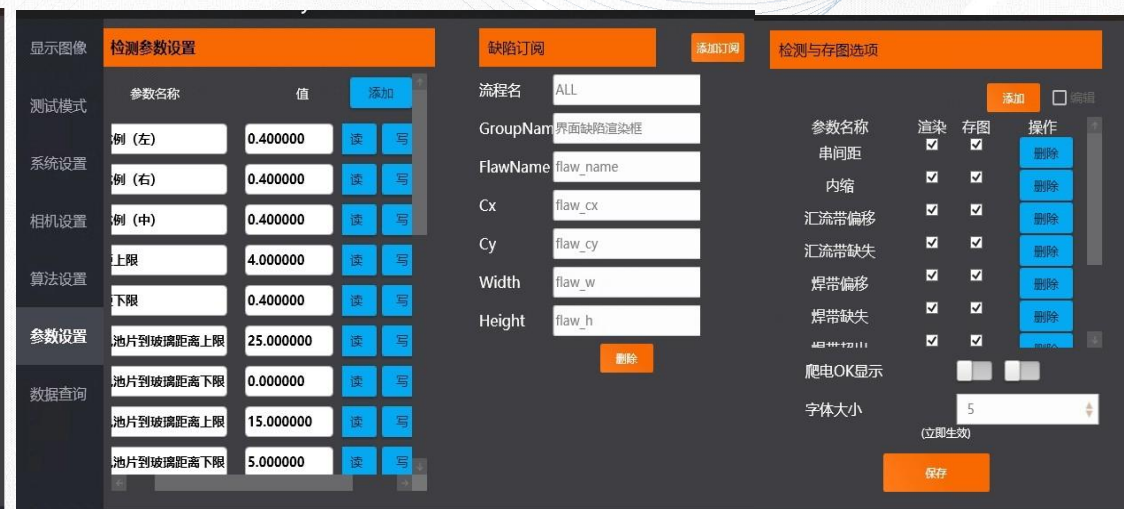 显示图像
测试模式
系统设置
相机设置
算法设置
参数设置
数据查询
检测参数设置
参数名称 值 添加
例（左） 0.400000 读 写
例（右） 0.400000 读 写
例（中） 0.400000 读 写
上限 4.000000 读 写
下限 0.400000 读 写
池片到玻璃距离上限 25.000000 读 写
池片到玻璃距离下限 0.000000 读 写
池片到玻璃距离上限 15.000000 读 写
池片到玻璃距离下限 5.000000 读 写
缺陷订阅 添加订阅
流程名 ALL
GroupNam 界面缺陷渲染框
FlawName flaw_name
Cx flaw_cx
Cy flaw_cy
Width flaw_w
Height flaw_h
删除
检测与存图选项
添加 编辑
参数名称 渲染 存图 操作
串间距 删除
内缩 删除
汇流带偏移 删除
汇流带缺失 删除
焊带偏移 删除
焊带缺失 删除
爬电OK显示
字体大小 5
(立即生效)
保存